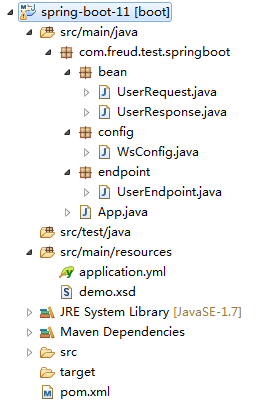 spring-boot-11 [boot]
src/main/java
com.freud.test.springboot
bean
UserRequest.java
UserResponse.java
config
WsConfig.java
endpoint
UserEndpoint.java
App.java
src/test/java
src/main/resources
application.yml
demo.xsd
JRE System Library [JavaSE-1.7]
Maven Dependencies
src
target
pom.xml